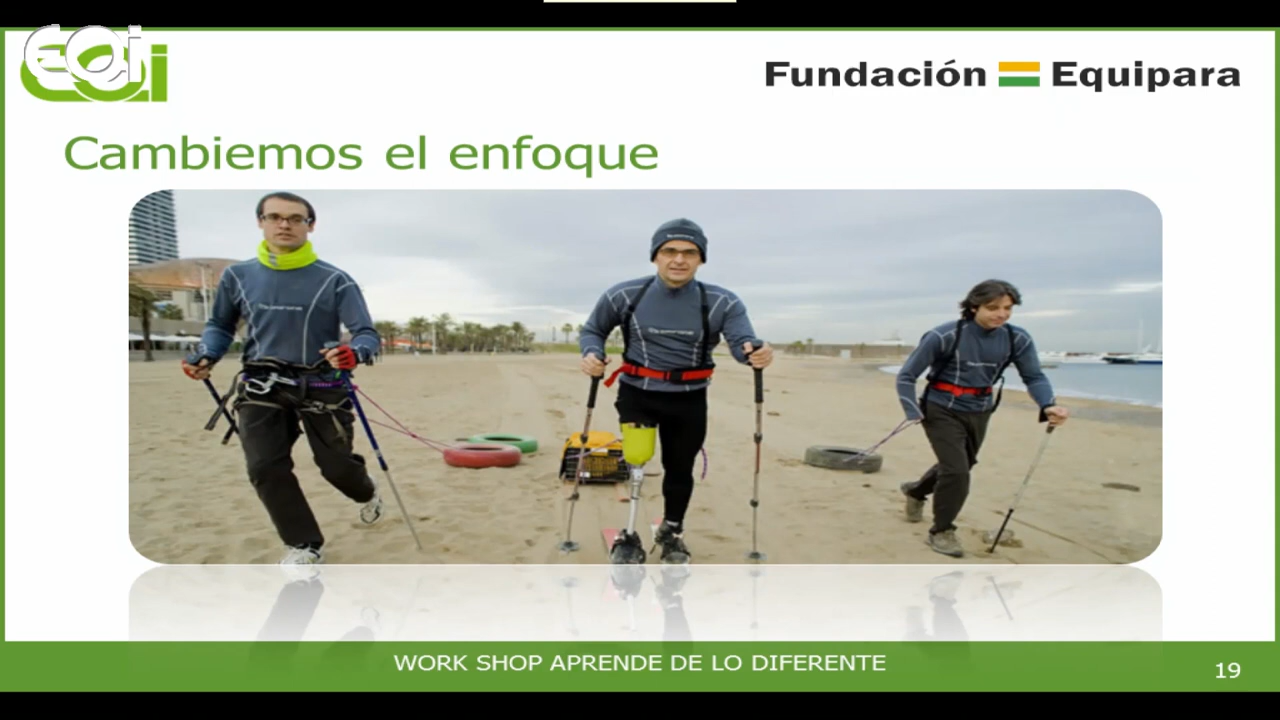 eoi
Fundación Equipara
Cambiemos el enfoque
WORK SHOP APRENDE DE LO DIFERENTE
19